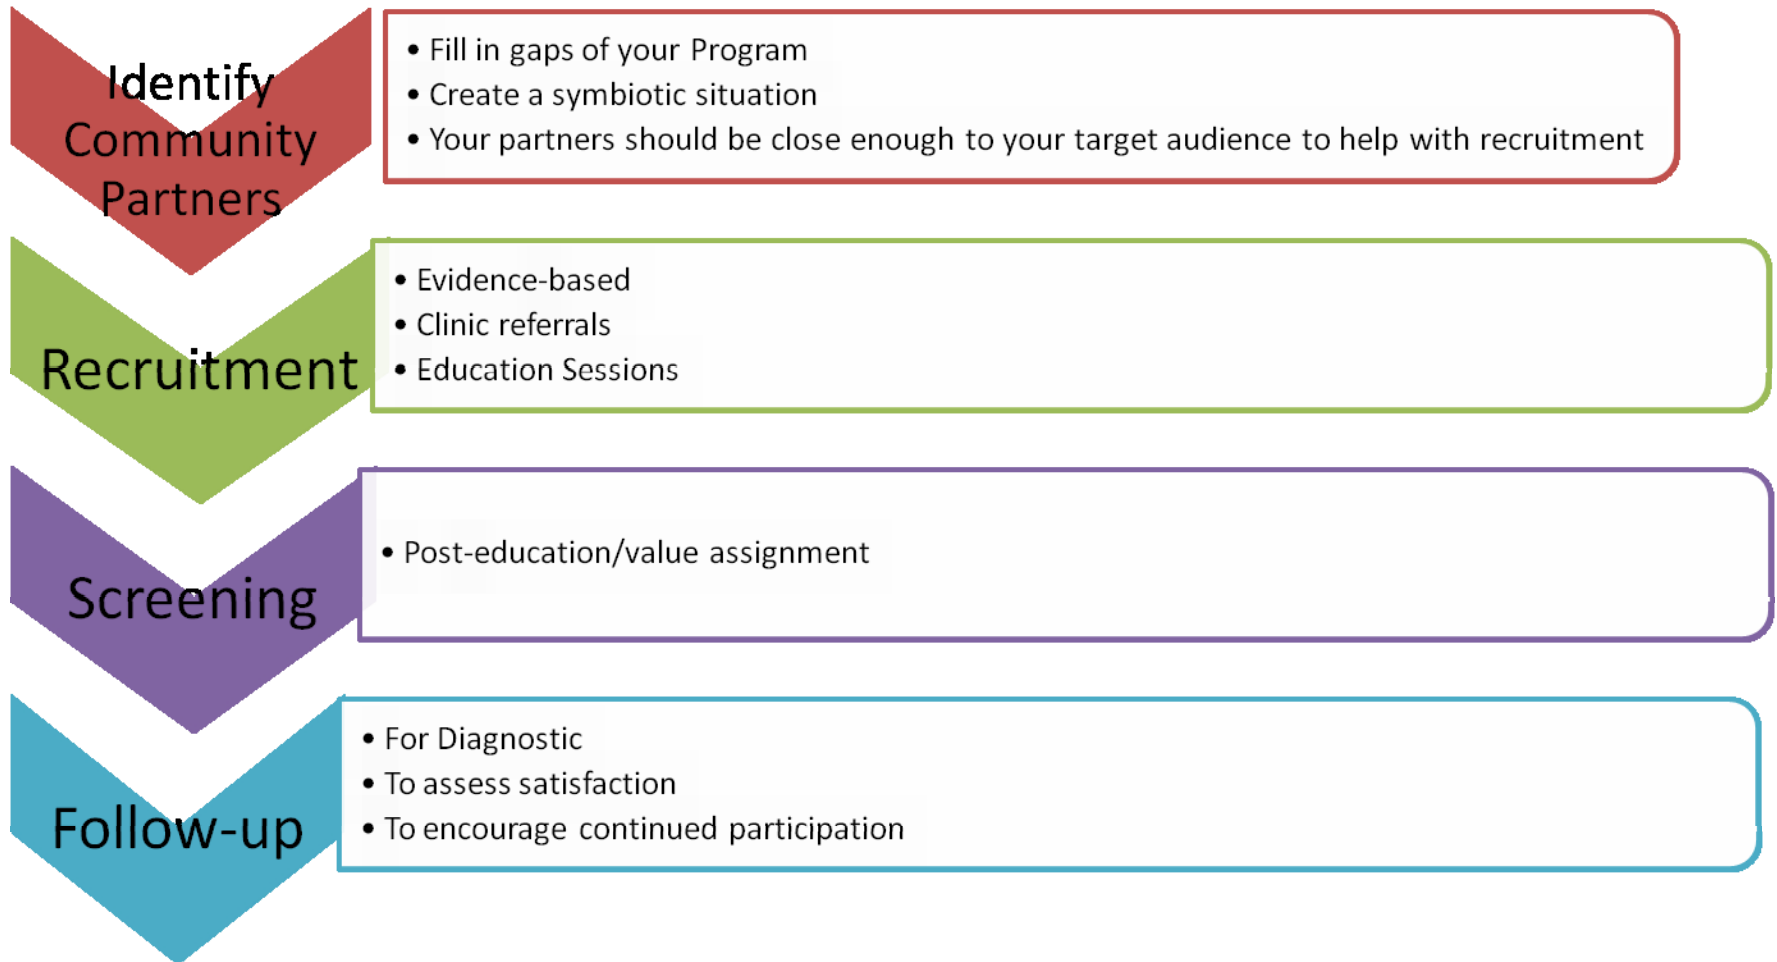 Identify
Community
Partners
• Fill in gaps of your Program
• Create a symbiotic situation
• Your partners should be close enough to your target audience to help with recruitment
Recruitment
• Evidence-based
• Clinic referrals
• Education Sessions
Screening
• Post-education/value assignment
Follow-up
• For Diagnostic
• To assess satisfaction
• To encourage continued participation